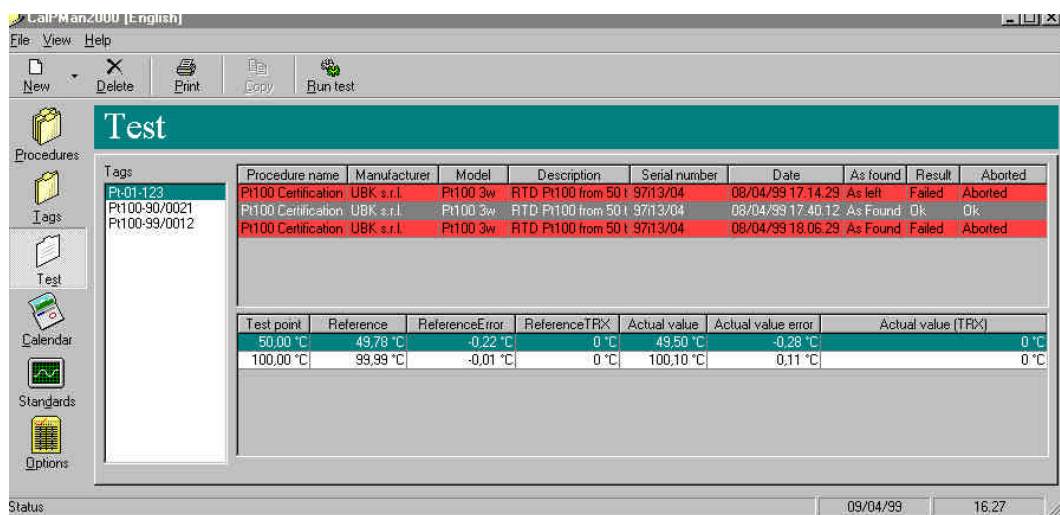 CalPMan2000 [English]
File View Help
New Delete Print Copy Run test
Test
Procedures
Tags
Test
Calendar
Standards
Options
Tags
Pt-01-123
Pt100-90/0021
Pt100-99/0012
Procedure name Manufacturer Model Description Serial number Date As found Result Aborted
Pt100 Certification UBK s.r.l. Pt100 3w RTD Pt100 from 50 t 97i13/04 08/04/99 17.14.29 As left Failed Aborted
Pt100 Certification UBK s.r.l. Pt100 3w RTD Pt100 from 50 t 97i13/04 08/04/99 17.40.12 As Found Ok Ok
Pt100 Certification UBK s.r.l. Pt100 3w RTD Pt100 from 50 t 97i13/04 08/04/99 18.06.29 As Found Failed Aborted
Test point Reference ReferenceError ReferenceTRX Actual value Actual value error Actual value (TRX)
50,00 °C 49,78 °C -0,22 °C 0 °C 49,50 °C -0,28 °C 0 °C
100,00 °C 99,99 °C -0,01 °C 0 °C 100,10 °C 0,11 °C 0 °C
Status 09/04/99 16.27